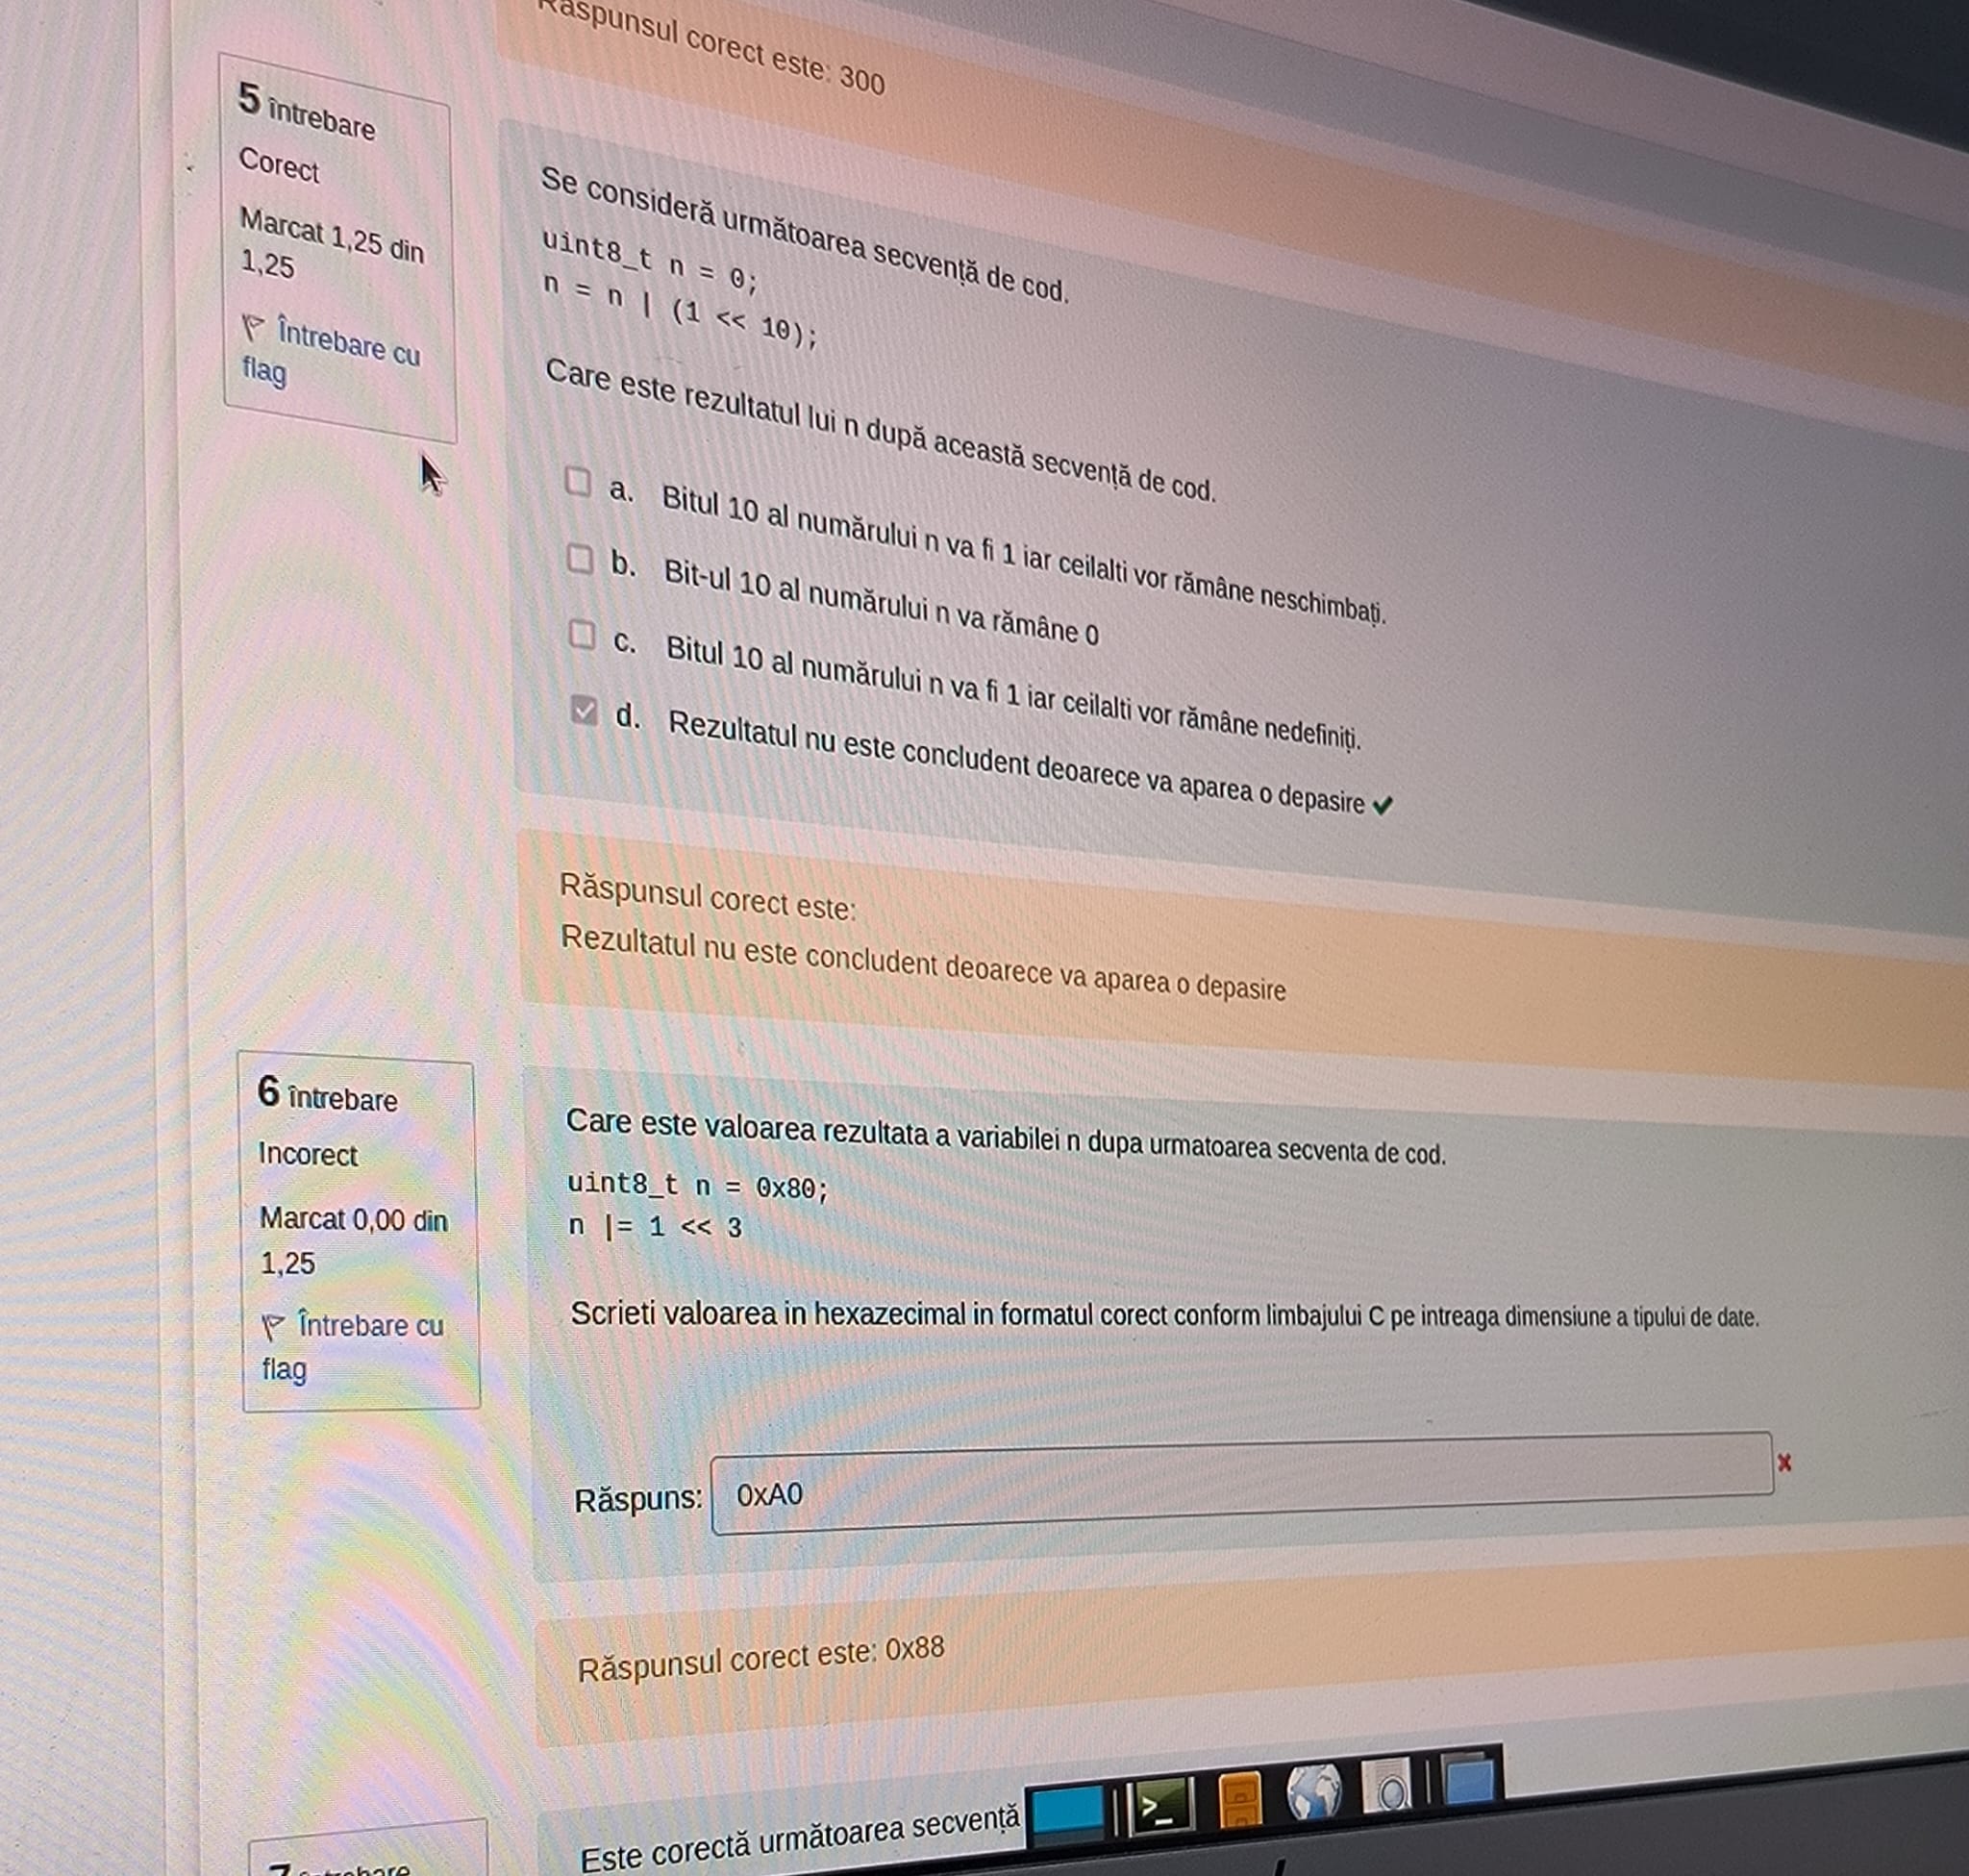 Răspunsul corect este: 300
5 întrebare
Corect
Marcat 1,25 din
1,25
Întrebare cu
flag
Se consideră următoarea secvență de cod.
uint8_t n = 0;
n = n | (1 << 10);
Care este rezultatul lui n după această secvență de cod.
a. Bitul 10 al numărului n va fi 1 iar ceilalti vor rămâne neschimbați.
b. Bit-ul 10 al numărului n va rămâne 0
c. Bitul 10 al numărului n va fi 1 iar ceilalti vor rămâne nedefiniți.
d. Rezultatul nu este concludent deoarece va aparea o depasire
Răspunsul corect este:
Rezultatul nu este concludent deoarece va aparea o depasire
6 întrebare
Incorect
Marcat 0,00 din
1,25
Întrebare cu
flag
Care este valoarea rezultata a variabilei n dupa urmatoarea secventa de cod.
uint8_t n = 0x80;
n |= 1 << 3
Scrieti valoarea in hexazecimal in formatul corect conform limbajului C pe intreaga dimensiune a tipului de date.
Răspuns: 0xA0
Răspunsul corect este: 0x88
7 întrebare
Este corectă următoarea secvență